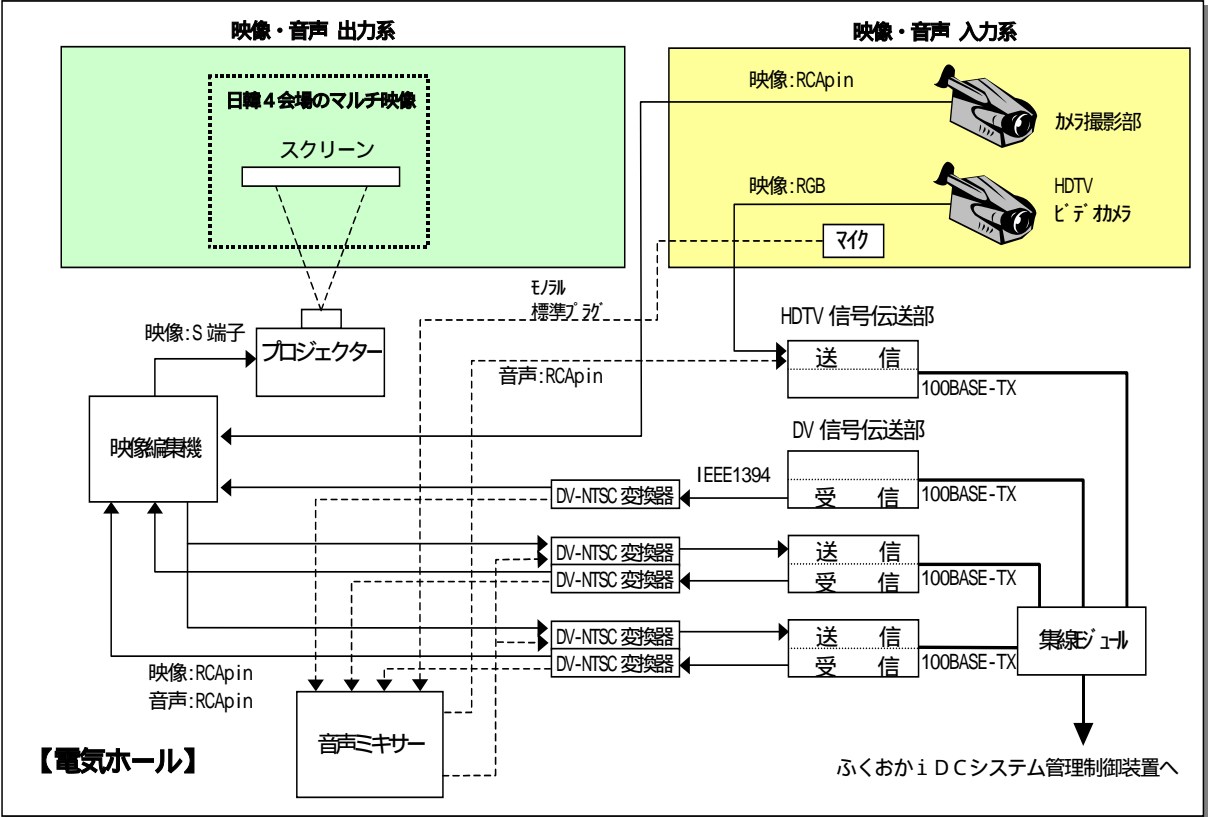 映像・音声 出力系
映像・音声 入力系
日韓4会場のマルチ映像
スクリーン
映像:RCApin
カメラ撮影部
映像:RGB
HDTV
ビデオカメラ
マイク
モノラル
標準プラグ
映像:S端子
プロジェクター
音声:RCApin
HDTV 信号伝送部
送 信
100BASE-TX
映像編集機
DV 信号伝送部
IEEE1394
DV-NTSC 変換器
受 信
100BASE-TX
DV-NTSC 変換器
送 信
DV-NTSC 変換器
受 信
100BASE-TX
DV-NTSC 変換器
送 信
DV-NTSC 変換器
受 信
100BASE-TX
集線モジュール
映像:RCApin
音声:RCApin
音声ミキサー
【電気ホール】
ふくおかiDCシステム管理制御装置へ